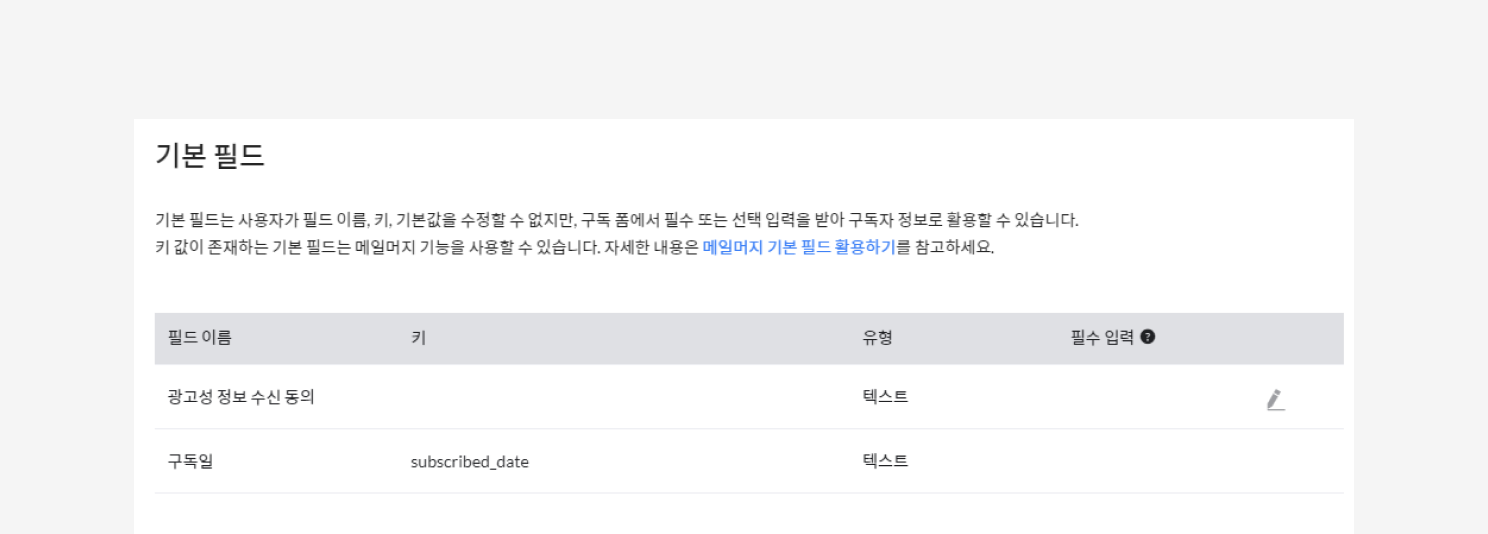 기본 필드
기본 필드는 사용자가 필드 이름, 키, 기본값을 수정할 수 없지만, 구독 폼에서 필수 또는 선택 입력을 받아 구독자 정보로 활용할 수 있습니다.
키 값이 존재하는 기본 필드는 메일머지 기능을 사용할 수 있습니다. 자세한 내용은 메일머지 기본 필드 활용하기를 참고하세요.
필드 이름 키 유형 필수 입력 ?
광고성 정보 수신 동의 텍스트
구독일 subscribed_date 텍스트